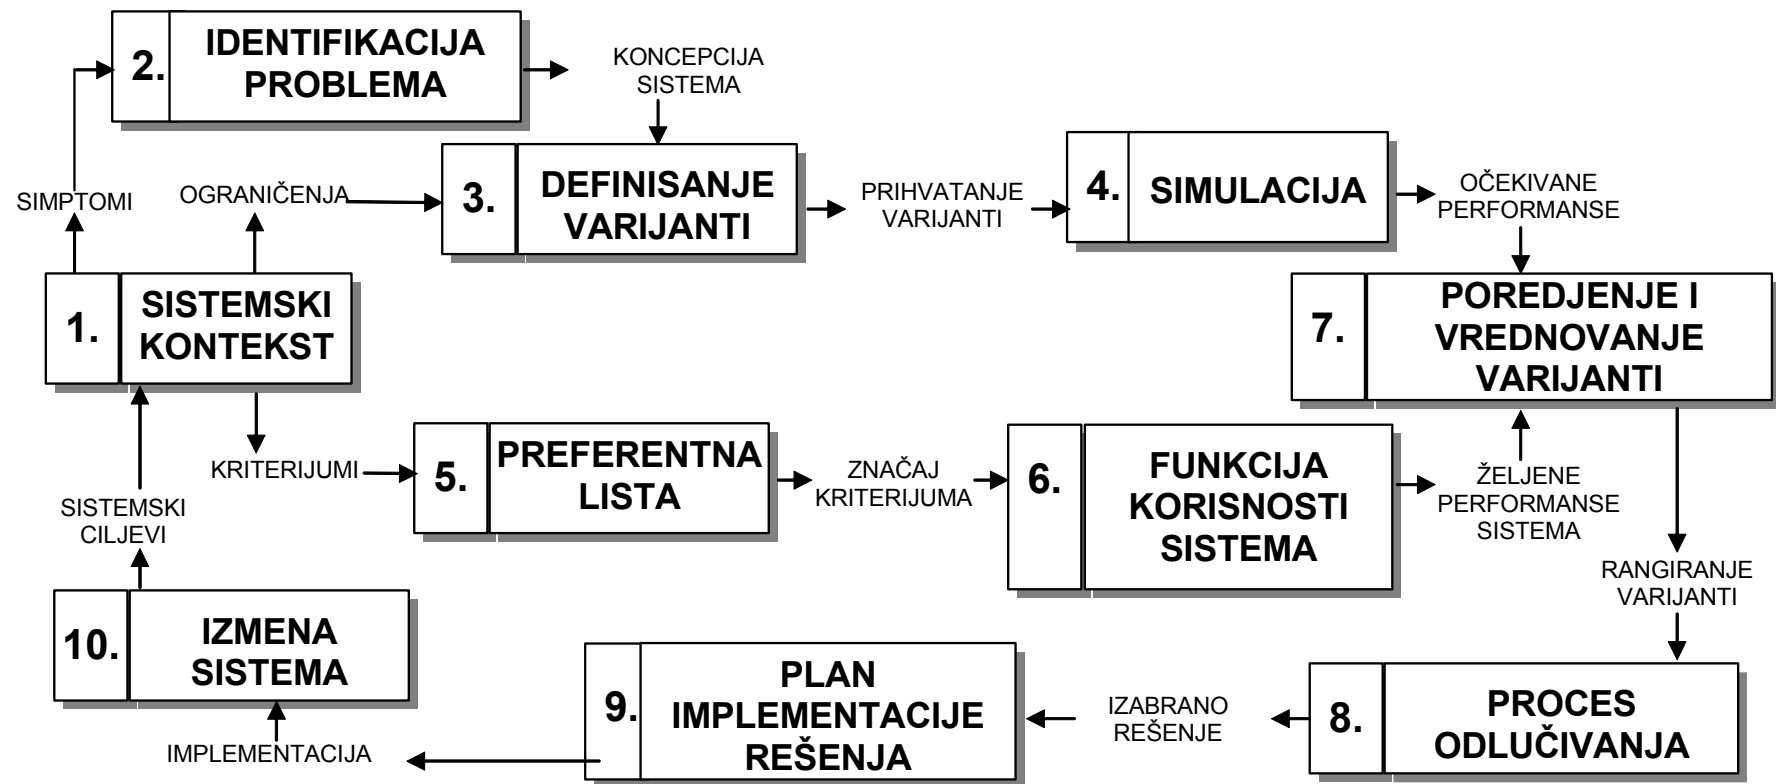 2.
IDENTIFIKACIJA
PROBLEMA
KONCEPCIJA
SISTEMA
SIMPTOMI
OGRANIČENJA
3.
DEFINISANJE
VARIJANTI
PRIHVATANJE
VARIJANTI
4.
SIMULACIJA
OČEKIVANE
PERFORMANSE
1.
SISTEMSKI
KONTEKST
7.
POREDJENJE I
VREDNOVANJE
VARIJANTI
KRITERIJUMI
5.
PREFERENTNA
LISTA
ZNAČAJ
KRITERIJUMA
6.
FUNKCIJA
KORISNOSTI
SISTEMA
ŽELJENE
PERFORMANSE
SISTEMA
SISTEMSKI
CILJEVI
RANGIRANJE
VARIJANTI
10.
IZMENA
SISTEMA
IMPLEMENTACIJA
9.
PLAN
IMPLEMENTACIJE
REŠENJA
IZABRANO
REŠENJE
8.
PROCES
ODLUČIVANJA